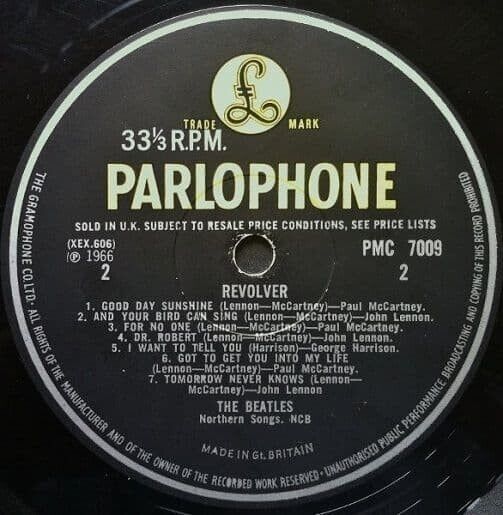 £
TRADE MARK
33⅓ R.P.M.
PARLOPHONE
SOLD IN U.K. SUBJECT TO RESALE PRICE CONDITIONS, SEE PRICE LISTS
(XEX.606) PMC 7009
℗ 1966
2 2
REVOLVER
1. GOOD DAY SUNSHINE (Lennon—McCartney)—Paul McCartney.
2. AND YOUR BIRD CAN SING (Lennon—McCartney)—John Lennon.
3. FOR NO ONE (Lennon—McCartney)—Paul McCartney.
4. DR. ROBERT (Lennon—McCartney)—John Lennon.
5. I WANT TO TELL YOU (Harrison)—George Harrison.
6. GOT TO GET YOU INTO MY LIFE
(Lennon—McCartney)—Paul McCartney.
7. TOMORROW NEVER KNOWS (Lennon—
McCartney)—John Lennon
THE BEATLES
Northern Songs. NCB
MADE IN Gt. BRITAIN
THE GRAMOPHONE CO. LTD. ALL RIGHTS OF THE MANUFACTURER AND OF THE OWNER OF THE RECORDED WORK RESERVED · UNAUTHORISED PUBLIC PERFORMANCE BROADCASTING AND COPYING OF THIS RECORD PROHIBITED